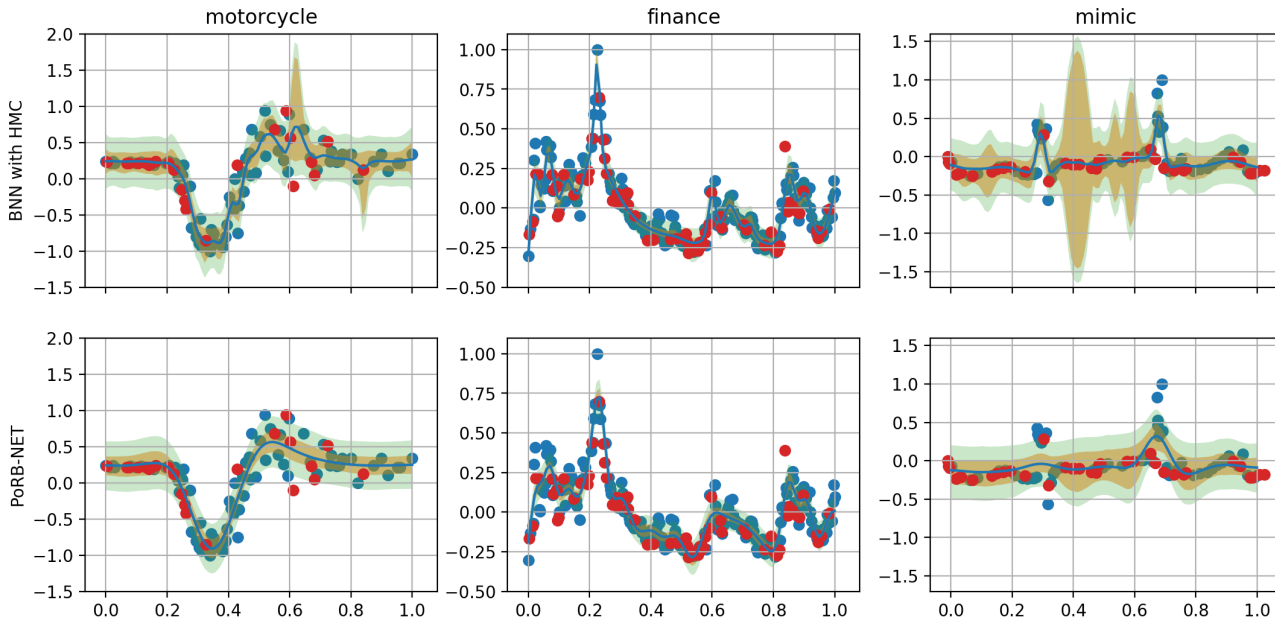 motorcycle finance mimic
BNN with HMC
2.0 1.5 1.0 0.5 0.0 −0.5 −1.0 −1.5
1.00 0.75 0.50 0.25 0.00 −0.25 −0.50
1.5 1.0 0.5 0.0 −0.5 −1.0 −1.5
PoRB-NET
2.0 1.5 1.0 0.5 0.0 −0.5 −1.0 −1.5
1.00 0.75 0.50 0.25 0.00 −0.25 −0.50
1.5 1.0 0.5 0.0 −0.5 −1.0 −1.5
0.0 0.2 0.4 0.6 0.8 1.0 0.0 0.2 0.4 0.6 0.8 1.0 0.0 0.2 0.4 0.6 0.8 1.0